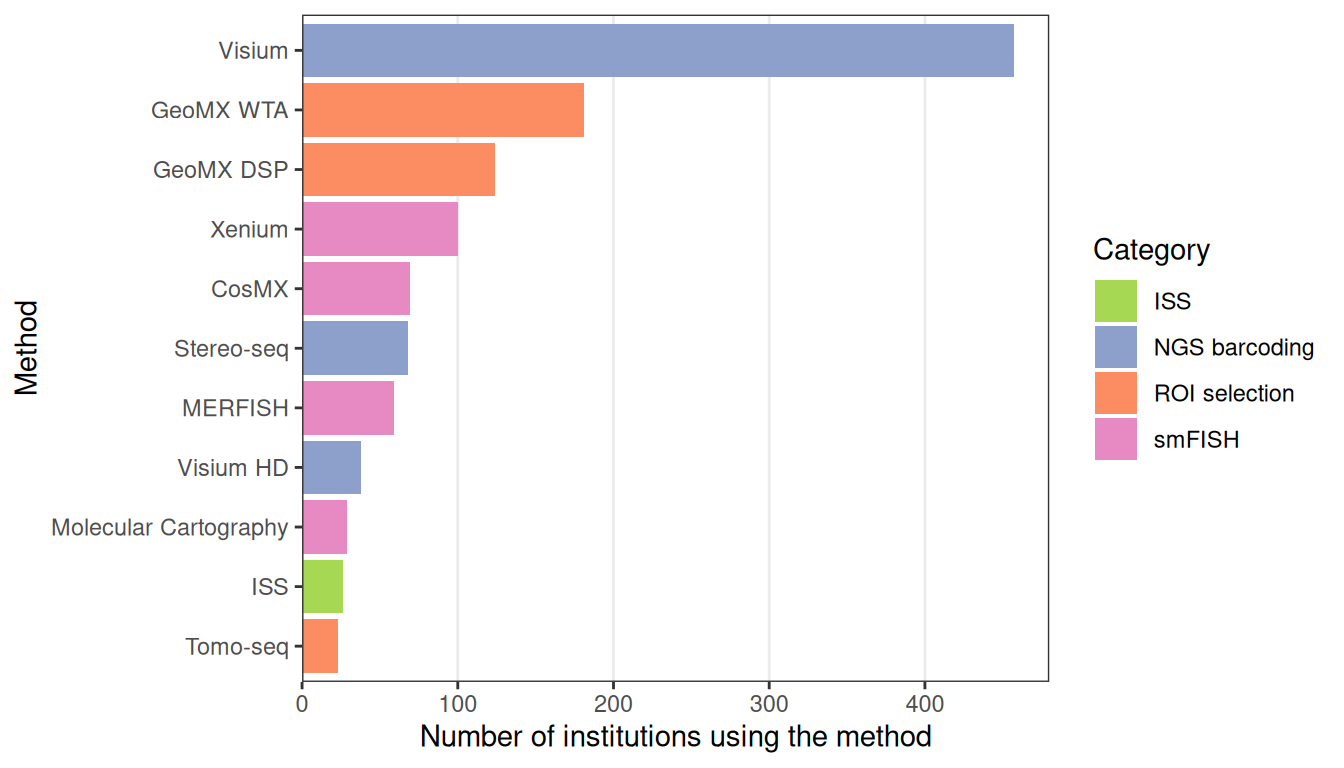 Visium
GeoMX WTA
GeoMX DSP
Xenium
CosMX
Stereo-seq
MERFISH
Visium HD
Molecular Cartography
ISS
Tomo-seq
Method
0 100 200 300 400
Number of institutions using the method
Category
ISS
NGS barcoding
ROI selection
smFISH